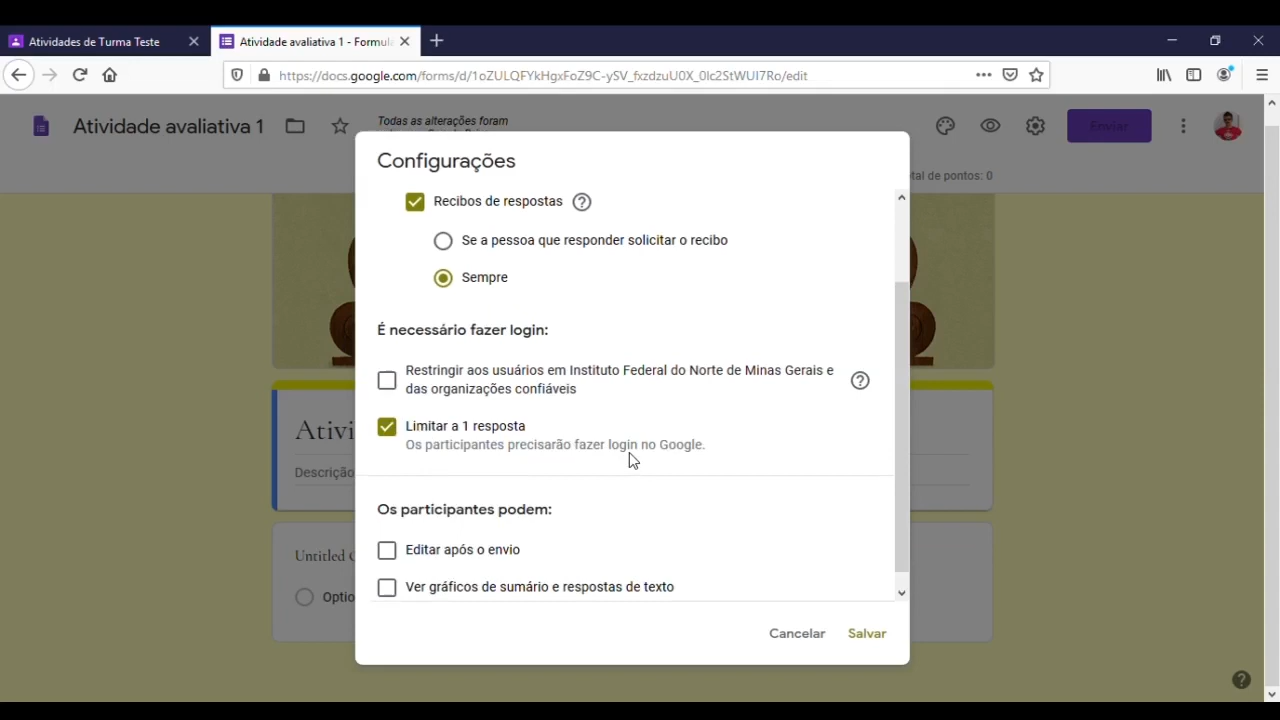 Atividades de Turma Teste
Atividade avaliativa 1 - Formul
https://docs.google.com/forms/d/1oZULQFYkHgxFoZ9C-ySV_fxzdzuU0X_0lc2StWUI7Ro/edit
Atividade avaliativa 1
Todas as alterações foram
Enviar
tal de pontos: 0
Configurações
Recibos de respostas
Se a pessoa que responder solicitar o recibo
Sempre
É necessário fazer login:
Restringir aos usuários em Instituto Federal do Norte de Minas Gerais e
das organizações confiáveis
Limitar a 1 resposta
Os participantes precisarão fazer login no Google.
Ativi
Descrição
Os participantes podem:
Editar após o envio
Untitled
Ver gráficos de sumário e respostas de texto
Optio
Cancelar
Salvar